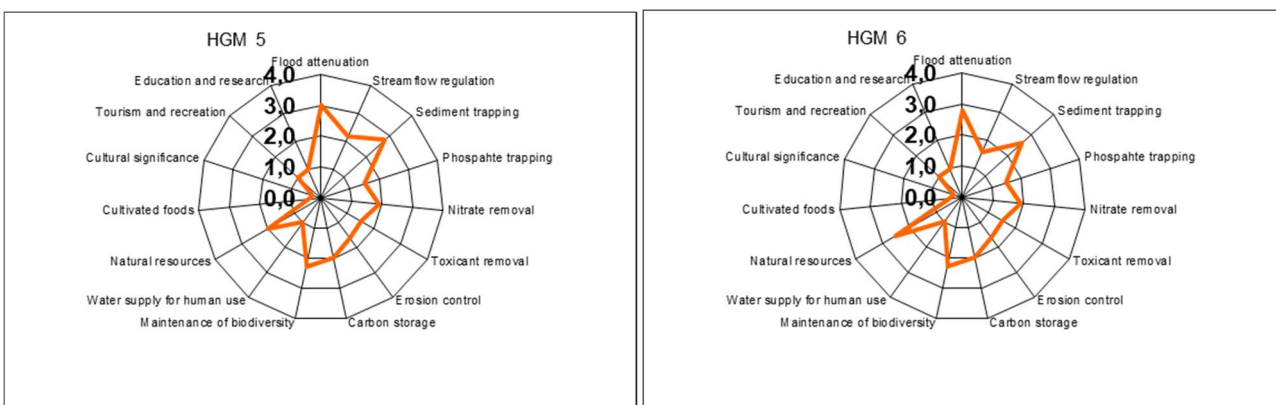 HGM 5
Flood attenuation
Streamflow regulation
Sediment trapping
Phospahte trapping
Nitrate removal
Toxicant removal
Erosion control
Carbon storage
Maintenance of biodiversity
Water supply for human use
Natural resources
Cultivated foods
Cultural significance
Tourism and recreation
Education and research
4,0
3,0
2,0
1,0
0,0
HGM 6
Flood attenuation
Streamflow regulation
Sediment trapping
Phospahte trapping
Nitrate removal
Toxicant removal
Erosion control
Carbon storage
Maintenance of biodiversity
Water supply for human use
Natural resources
Cultivated foods
Cultural significance
Tourism and recreation
Education and research
4,0
3,0
2,0
1,0
0,0